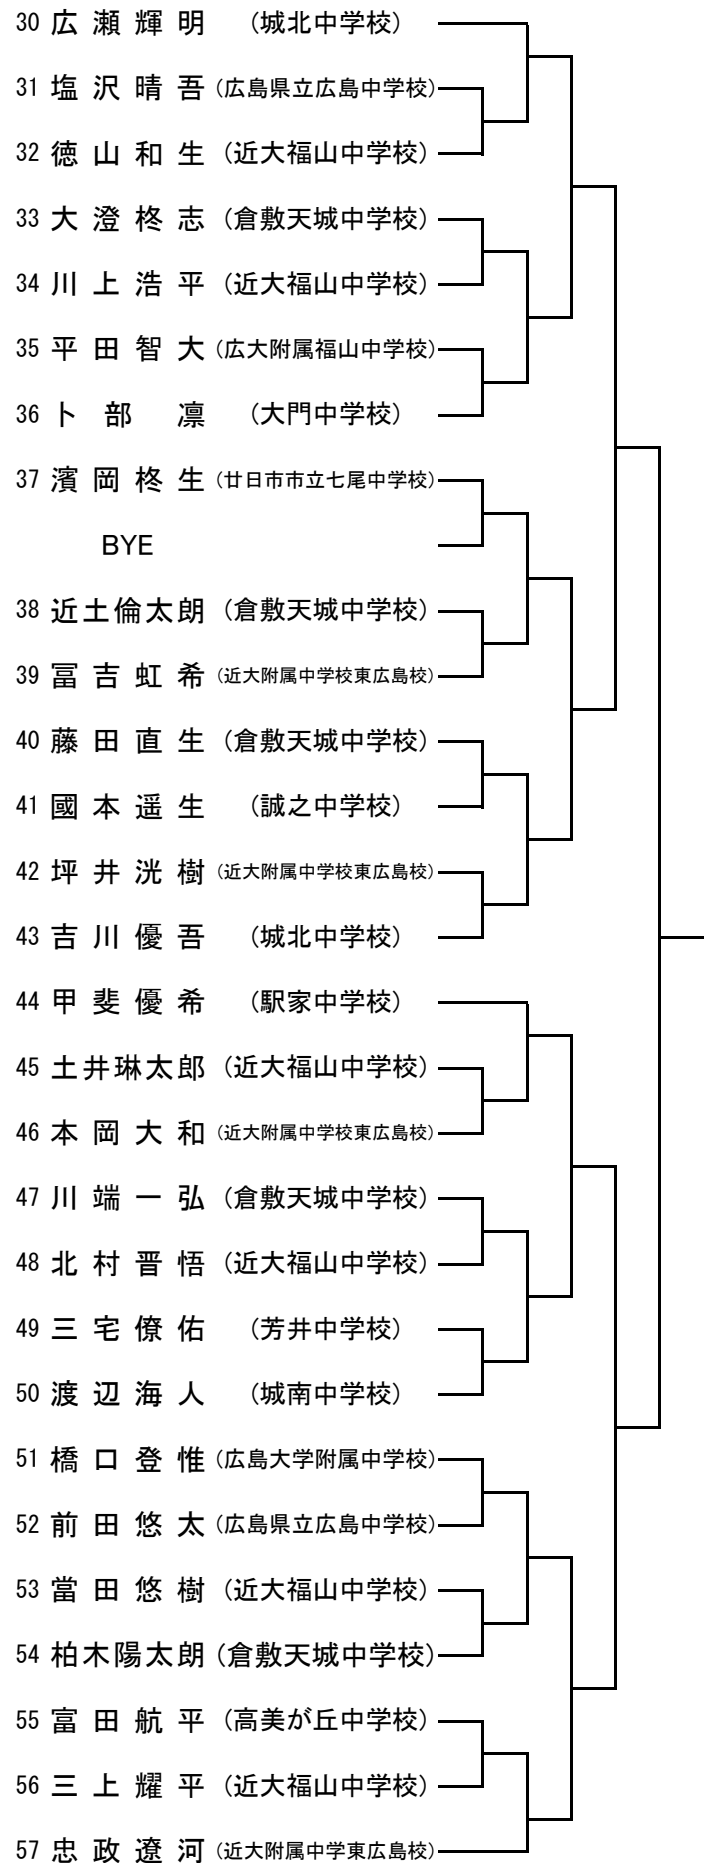 30 広瀬輝明 (城北中学校)
31 塩沢晴吾 (広島県立広島中学校)
32 徳山和生 (近大福山中学校)
33 大澄柊志 (倉敷天城中学校)
34 川上浩平 (近大福山中学校)
35 平田智大 (広大附属福山中学校)
36 卜部 凛 (大門中学校)
37 濱岡柊生 (廿日市市立七尾中学校)
BYE
38 近土倫太朗 (倉敷天城中学校)
39 冨吉虹希 (近大附属中学校東広島校)
40 藤田直生 (倉敷天城中学校)
41 國本遥生 (誠之中学校)
42 坪井洸樹 (近大附属中学校東広島校)
43 吉川優吾 (城北中学校)
44 甲斐優希 (駅家中学校)
45 土井琳太郎 (近大福山中学校)
46 本岡大和 (近大附属中学校東広島校)
47 川端一弘 (倉敷天城中学校)
48 北村晋悟 (近大福山中学校)
49 三宅僚佑 (芳井中学校)
50 渡辺海人 (城南中学校)
51 橋口登惟 (広島大学附属中学校)
52 前田悠太 (広島県立広島中学校)
53 當田悠樹 (近大福山中学校)
54 柏木陽太朗 (倉敷天城中学校)
55 富田航平 (高美が丘中学校)
56 三上耀平 (近大福山中学校)
57 忠政遼河 (近大附属中学東広島校)